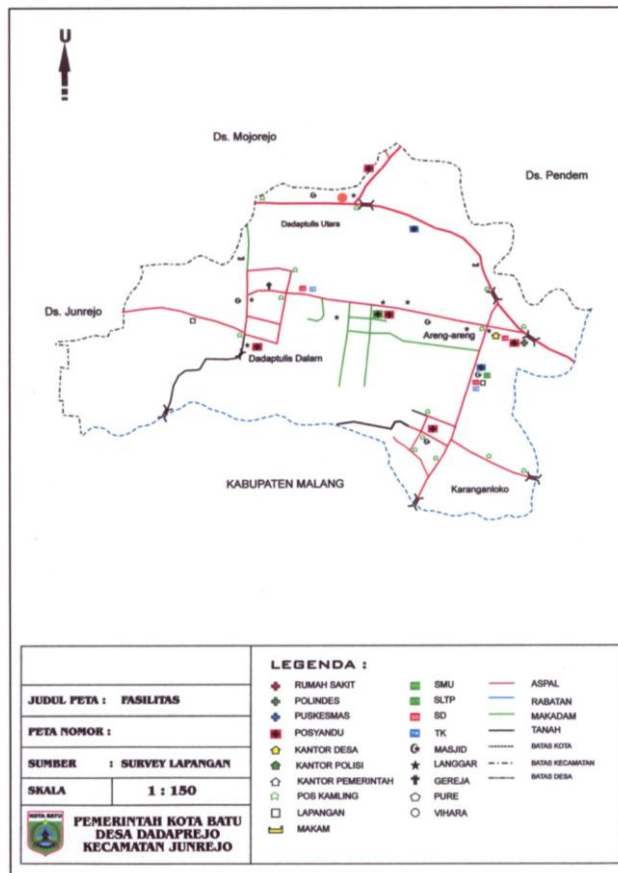 U
Ds. Mojorejo
Ds. Pendem
Dadaptulis Utara
Ds. Junrejo
Areng-areng
Dadaptulis Dalam
KABUPATEN MALANG
Karanganloko
JUDUL PETA : FASILITAS
PETA NOMOR :
SUMBER : SURVEY LAPANGAN
SKALA 1 : 150
KOTA BATU
PEMERINTAH KOTA BATU
DESA DADAPREJO
KECAMATAN JUNREJO
LEGENDA :
RUMAH SAKIT
POLINDES
PUSKESMAS
POSYANDU
KANTOR DESA
KANTOR POLISI
KANTOR PEMERINTAH
POS KAMLING
LAPANGAN
MAKAM
SMU
SLTP
SD
TK
MASJID
LANGGAR
GEREJA
PURE
VIHARA
ASPAL
RABATAN
MAKADAM
TANAH
BATAS KOTA
BATAS KECAMATAN
BATAS DESA